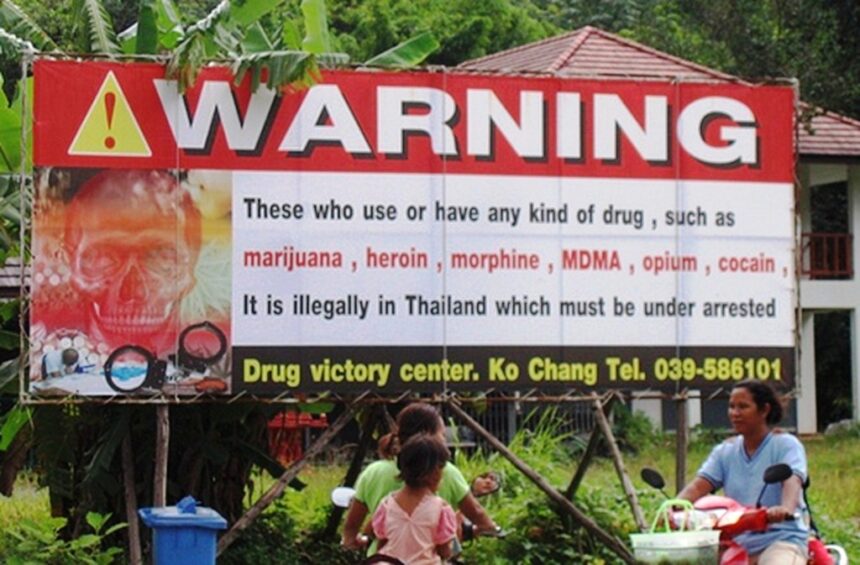 WARNING
These who use or have any kind of drug , such as
marijuana , heroin , morphine , MDMA , opium , cocain ,
It is illegally in Thailand which must be under arrested
Drug victory center. Ko Chang Tel. 039-586101